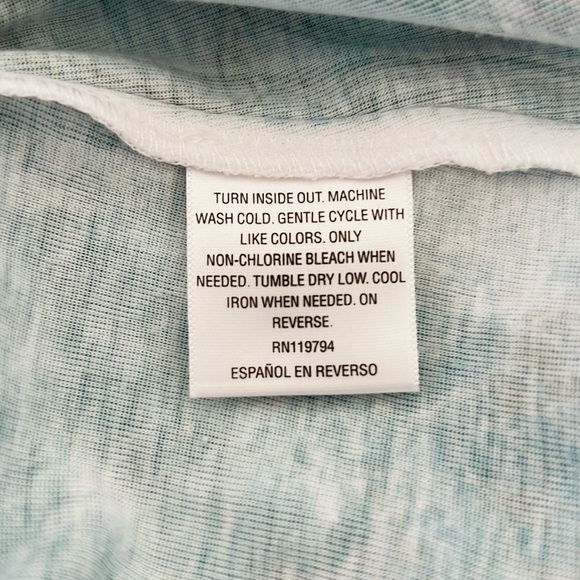 TURN INSIDE OUT. MACHINE
WASH COLD. GENTLE CYCLE WITH
LIKE COLORS. ONLY
NON-CHLORINE BLEACH WHEN
NEEDED. TUMBLE DRY LOW. COOL
IRON WHEN NEEDED. ON
REVERSE.
RN119794
ESPAÑOL EN REVERSO